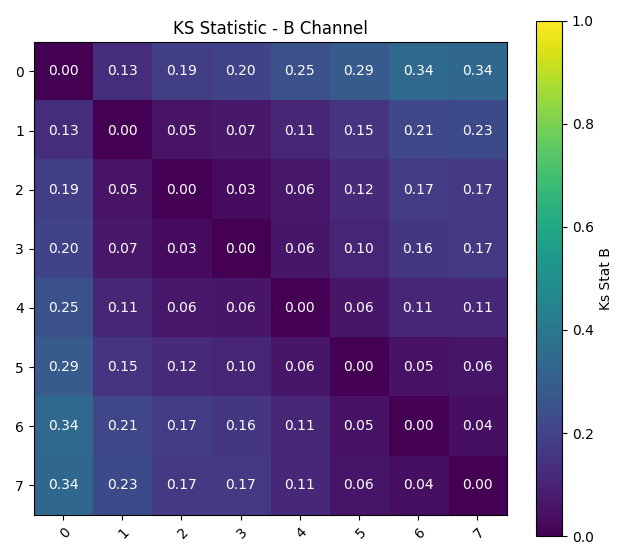 KS Statistic - B Channel
0 0.00 0.13 0.19 0.20 0.25 0.29 0.34 0.34
1 0.13 0.00 0.05 0.07 0.11 0.15 0.21 0.23
2 0.19 0.05 0.00 0.03 0.06 0.12 0.17 0.17
3 0.20 0.07 0.03 0.00 0.06 0.10 0.16 0.17
4 0.25 0.11 0.06 0.06 0.00 0.06 0.11 0.11
5 0.29 0.15 0.12 0.10 0.06 0.00 0.05 0.06
6 0.34 0.21 0.17 0.16 0.11 0.05 0.00 0.04
7 0.34 0.23 0.17 0.17 0.11 0.06 0.04 0.00
0 1 2 3 4 5 6 7
1.0
0.8
0.6
0.4
0.2
0.0
Ks Stat B